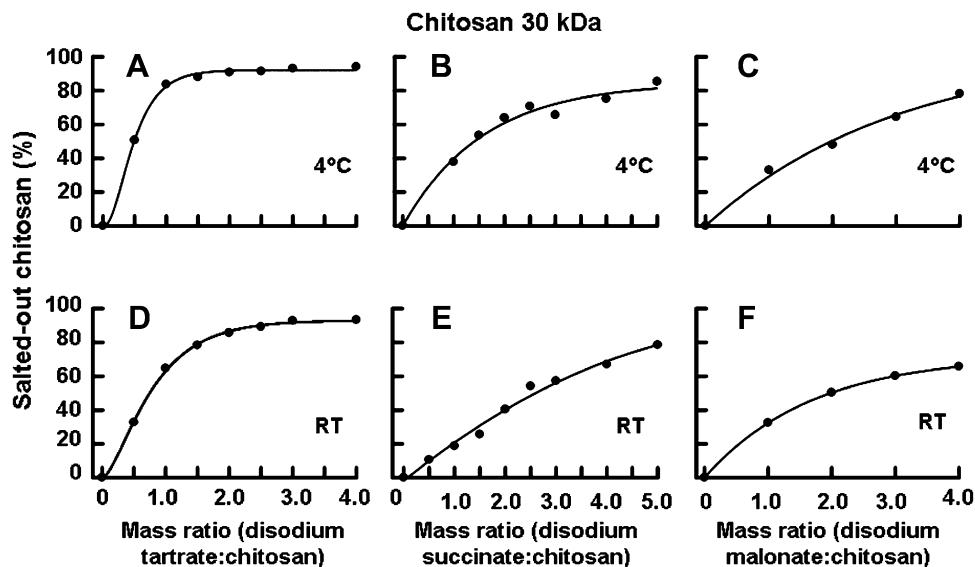 Chitosan 30 kDa
Salted-out chitosan (%)
100
80
60
40
20
0
A
4°C
B
4°C
C
4°C
100
80
60
40
20
0
D
RT
E
RT
F
RT
0 1.0 2.0 3.0 4.0
0 1.0 2.0 3.0 4.0 5.0
0 1.0 2.0 3.0 4.0
Mass ratio (disodium
tartrate:chitosan)
Mass ratio (disodium
succinate:chitosan)
Mass ratio (disodium
malonate:chitosan)